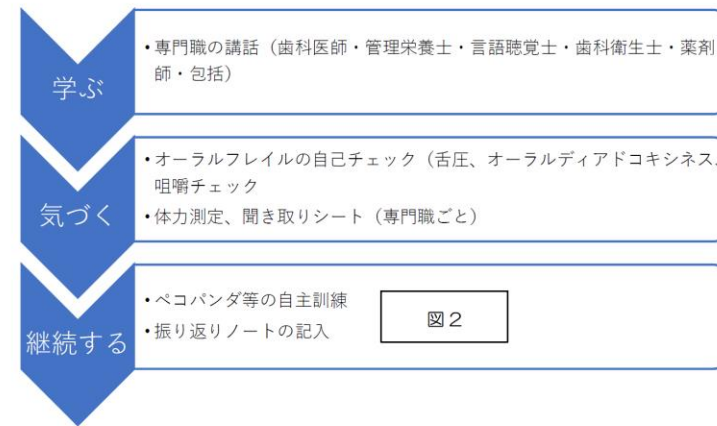 学ぶ
•専門職の講話（歯科医師・管理栄養士・言語聴覚士・歯科衛生士・薬剤
師・包括）
気づく
•オーラルフレイルの自己チェック（舌圧、オーラルディアドコキシネス、
咀嚼チェック
•体力測定、聞き取りシート（専門職ごと）
継続する
•ペコパンダ等の自主訓練
•振り返りノートの記入
図２